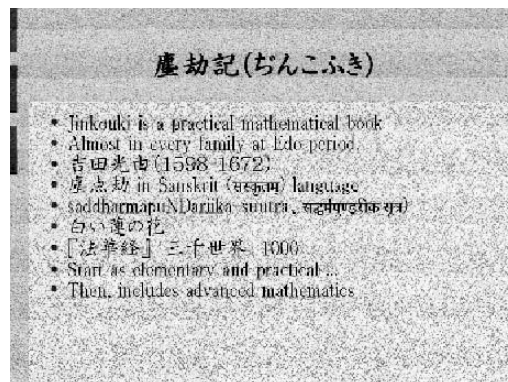 塵劫記(ぢんこふき)
• Jinkouki is a practical mathematical book
• Almost in every family at Edo period.
• 吉田光由(1598-1672)
• 塵点劫 in Sanskrit (संस्कृतम्) language
• saddharmapuNDariika-suutra, सद्धर्मपुण्डरीक सूत्र)
• 白い蓮の花
• 「法華経」 三千世界 1000
• Start as elementary and practical ...
• Then, includes advanced mathematics